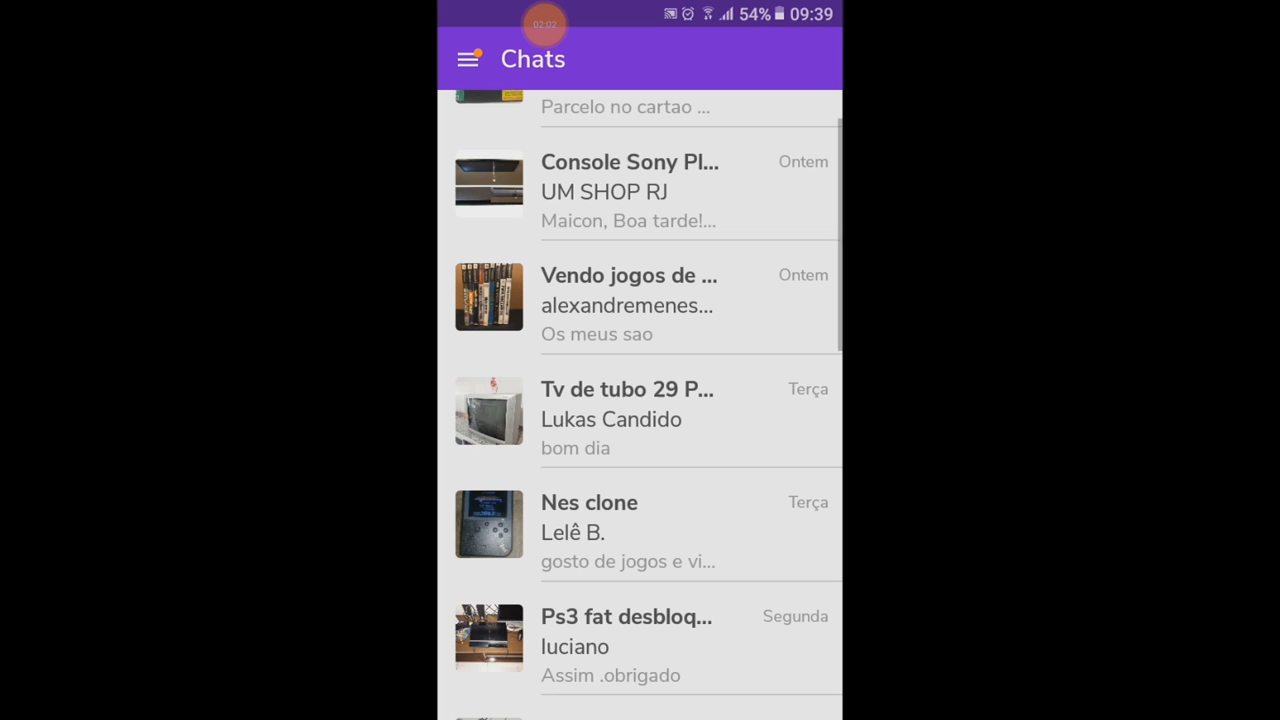 02:02
54% 09:39
Chats
Parcelo no cartao ...
Console Sony Pl... Ontem
UM SHOP RJ
Maicon, Boa tarde!...
Vendo jogos de ... Ontem
alexandremenes...
Os meus sao
Tv de tubo 29 P... Terça
Lukas Candido
bom dia
Nes clone Terça
Lelê B.
gosto de jogos e vi...
Ps3 fat desbloq... Segunda
luciano
Assim .obrigado